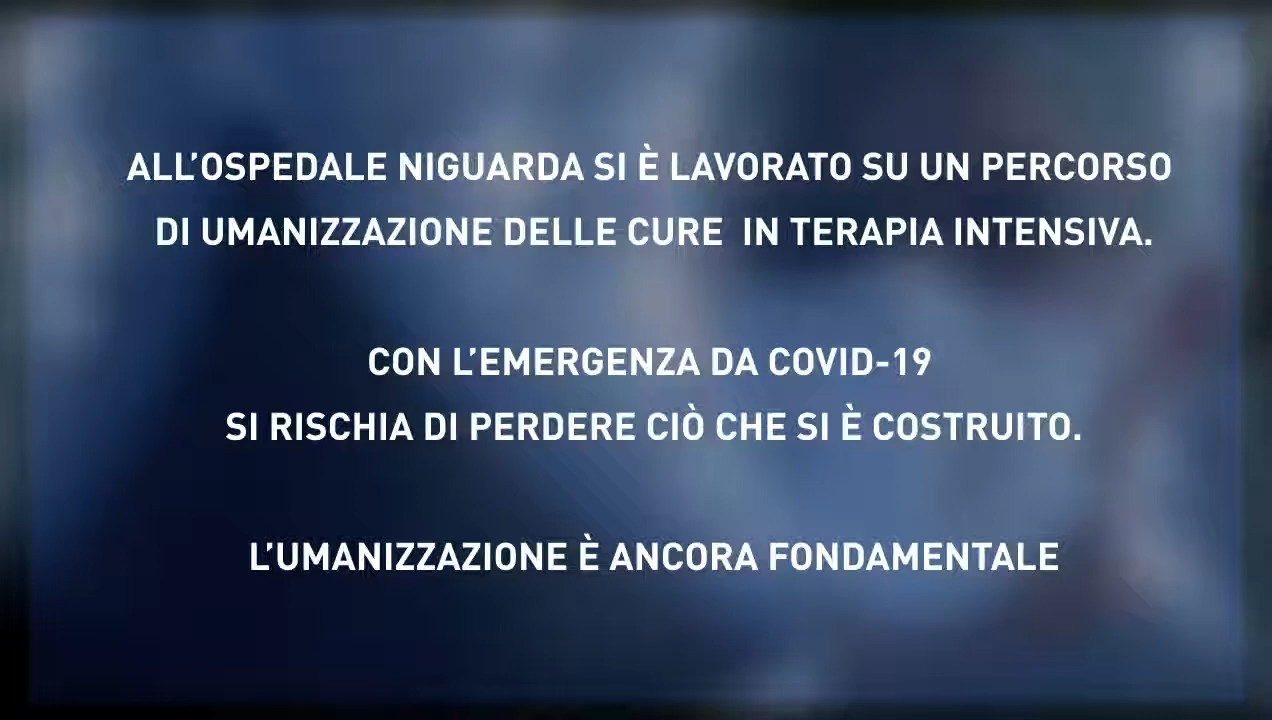 ALL’OSPEDALE NIGUARDA SI È LAVORATO SU UN PERCORSO
DI UMANIZZAZIONE DELLE CURE  IN TERAPIA INTENSIVA.
CON L’EMERGENZA DA COVID-19
SI RISCHIA DI PERDERE CIÒ CHE SI È COSTRUITO.
L’UMANIZZAZIONE È ANCORA FONDAMENTALE